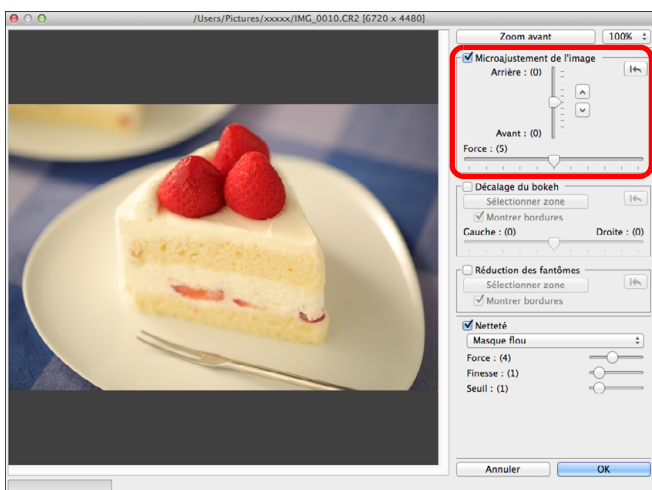 /Users/Pictures/xxxxx/IMG_0010.CR2 [6720 x 4480]
Zoom avant
100%
Microajustement de l'image
Arrière : (0)
Avant : (0)
Force : (5)
Décalage du bokeh
Sélectionner zone
Montrer bordures
Gauche : (0) Droite : (0)
Réduction des fantômes
Sélectionner zone
Montrer bordures
Netteté
Masque flou
Force : (4)
Finesse : (1)
Seuil : (1)
Annuler
OK